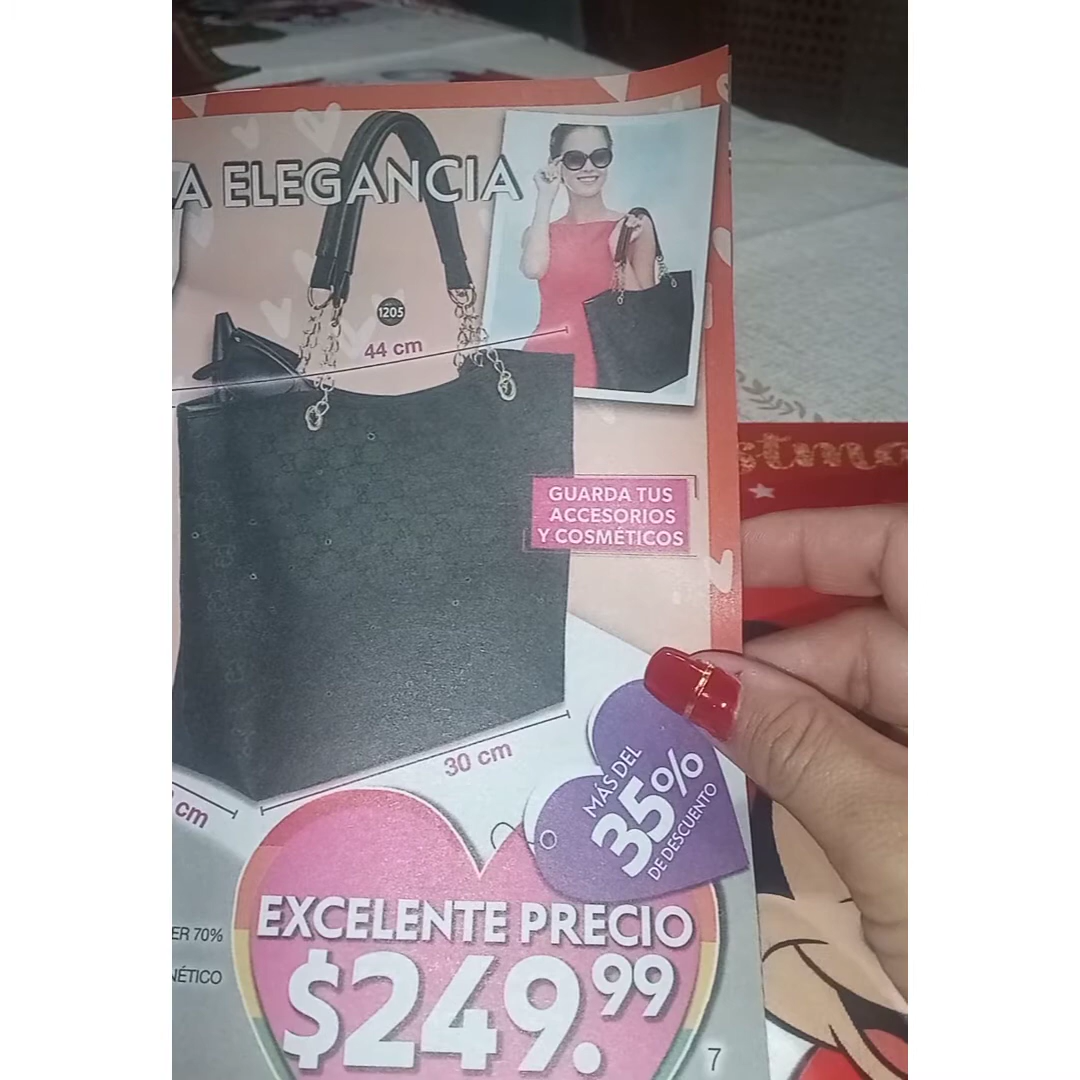 A ELEGANCIA
1205
44 cm
GUARDA TUS
ACCESORIOS
Y COSMÉTICOS
30 cm
cm
MÁS DEL
35%
DE DESCUENTO
EXCELENTE PRECIO
$249.99
ER 70%
NÉTICO
7
stma